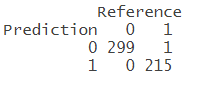 Reference
Prediction 0 1
0 299 1
1 0 215